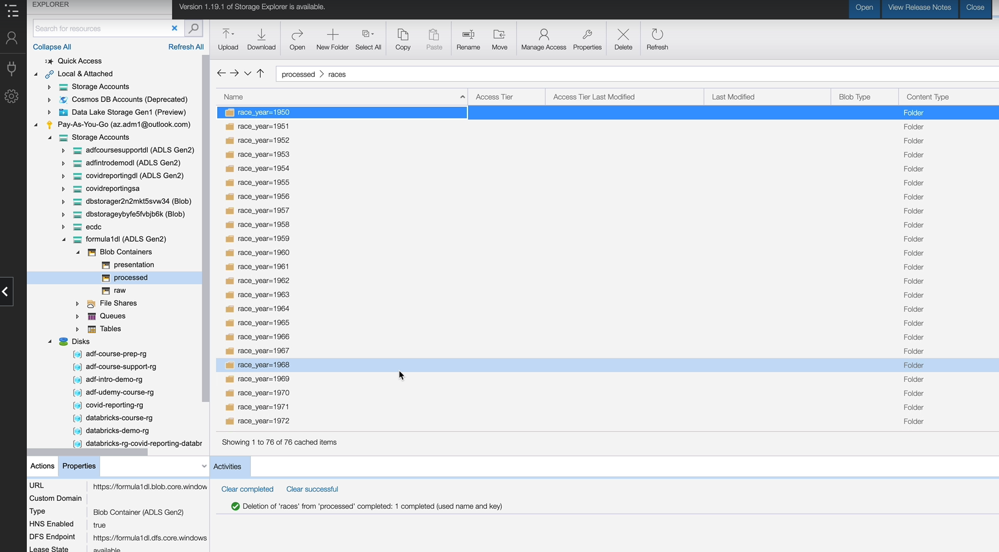 EXPLORER
Version 1.19.1 of Storage Explorer is available.
Open View Release Notes Close
Search for resources
Collapse All Refresh All
Upload Download Open New Folder Select All Copy Paste Rename Move Manage Access Properties Delete Refresh
processed > races
Name Access Tier Access Tier Last Modified Last Modified Blob Type Content Type
Quick Access
Local & Attached
Storage Accounts
Cosmos DB Accounts (Deprecated)
Data Lake Storage Gen1 (Preview)
Pay-As-You-Go (az.adm1@outlook.com)
Storage Accounts
adfcoursesupportdl (ADLS Gen2)
adfintrodemodl (ADLS Gen2)
covidreportingdl (ADLS Gen2)
covidreportingsa
dbstorager2n2mkt5svw34 (Blob)
dbstorageybyfe5fvbjb6k (Blob)
ecdc
formula1dl (ADLS Gen2)
Blob Containers
presentation
processed
raw
File Shares
Queues
Tables
Disks
adf-course-prep-rg
adf-course-support-rg
adf-intro-demo-rg
adf-udemy-course-rg
covid-reporting-rg
databricks-course-rg
databricks-demo-rg
databricks-rg-covid-reporting-databr
race_year=1950 Folder
race_year=1951 Folder
race_year=1952 Folder
race_year=1953 Folder
race_year=1954 Folder
race_year=1955 Folder
race_year=1956 Folder
race_year=1957 Folder
race_year=1958 Folder
race_year=1959 Folder
race_year=1960 Folder
race_year=1961 Folder
race_year=1962 Folder
race_year=1963 Folder
race_year=1964 Folder
race_year=1965 Folder
race_year=1966 Folder
race_year=1967 Folder
race_year=1968 Folder
race_year=1969 Folder
race_year=1970 Folder
race_year=1971 Folder
race_year=1972 Folder
Showing 1 to 76 of 76 cached items
Actions Properties
URL https://formula1dl.blob.core.window
Custom Domain
Type Blob Container (ADLS Gen2)
HNS Enabled true
DFS Endpoint https://formula1dl.dfs.core.windows
Lease State available
Activities
Clear completed Clear successful
Deletion of 'races' from 'processed' completed: 1 completed (used name and key)